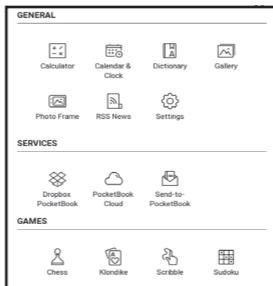 GENERAL
Calculator
Calendar &
Clock
Dictionary
Gallery
Photo Frame
RSS News
Settings
SERVICES
Dropbox
PocketBook
PocketBook
Cloud
Send-to-
PocketBook
GAMES
Chess
Klondike
Scribble
Sudoku